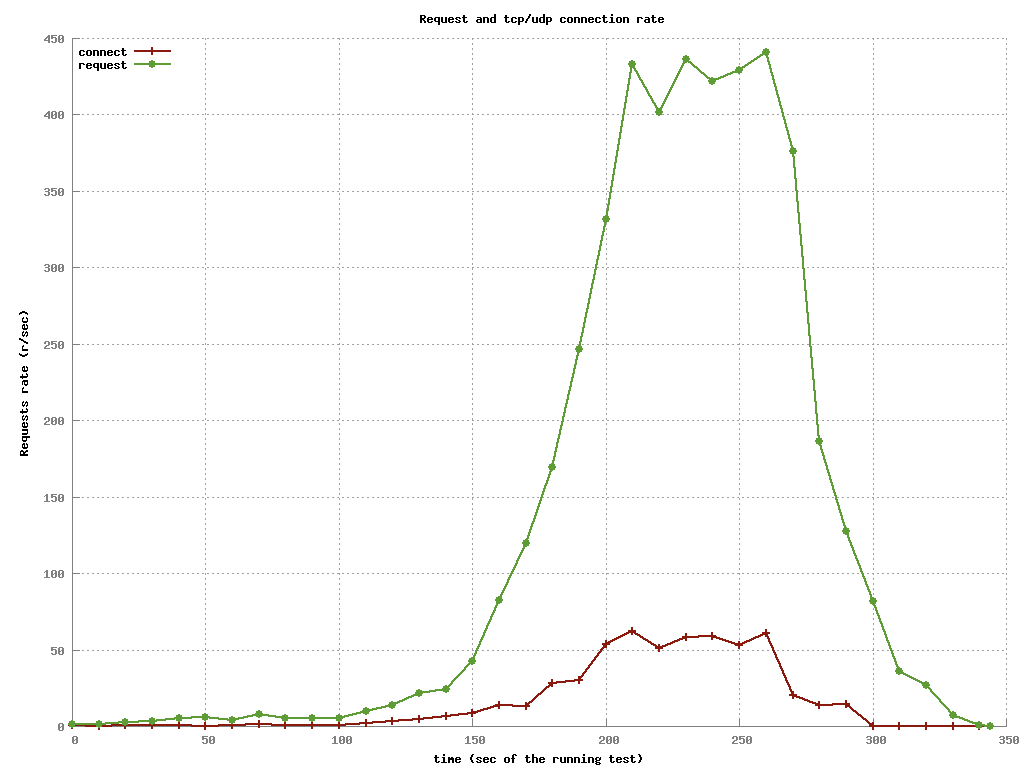 Request and tcp/udp connection rate
450
connect
request
400
350
300
250
200
150
100
50
0
Requests rate (r/sec)
0 50 100 150 200 250 300 350
time (sec of the running test)